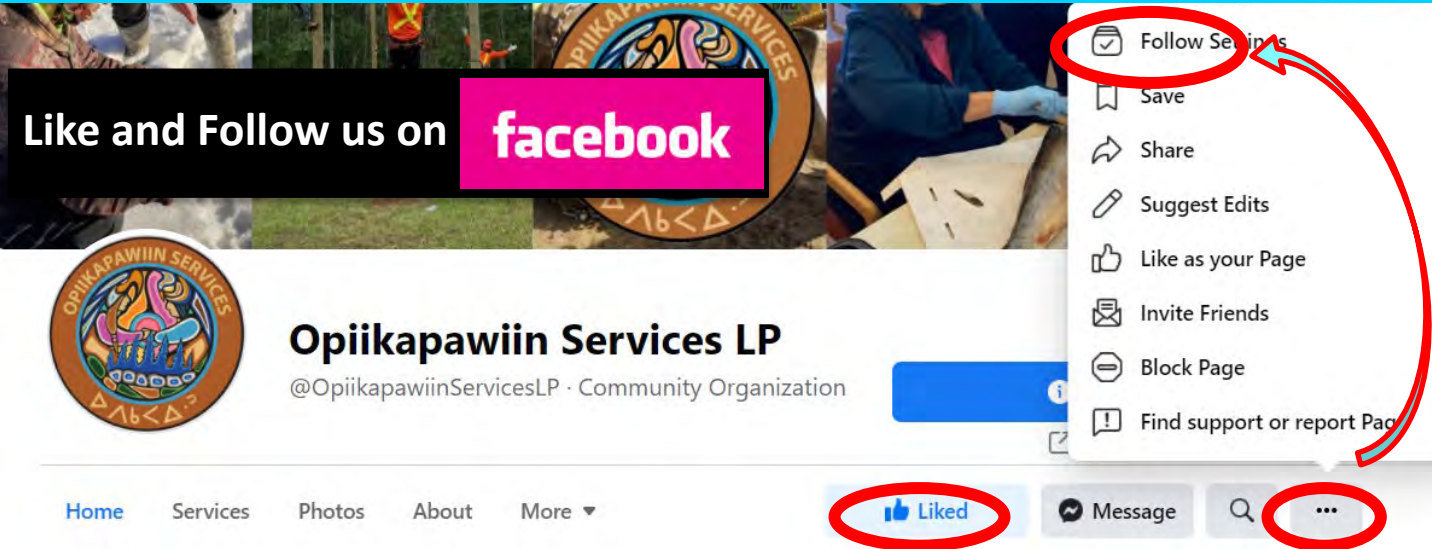 Like and Follow us on facebook
OPIIKAPAWIIN SERVICES
Opiikapawiin Services LP
@OpiikapawiinServicesLP · Community Organization
Follow Settings
Save
Share
Suggest Edits
Like as your Page
Invite Friends
Block Page
Find support or report Pag
Home Services Photos About More
Liked Message